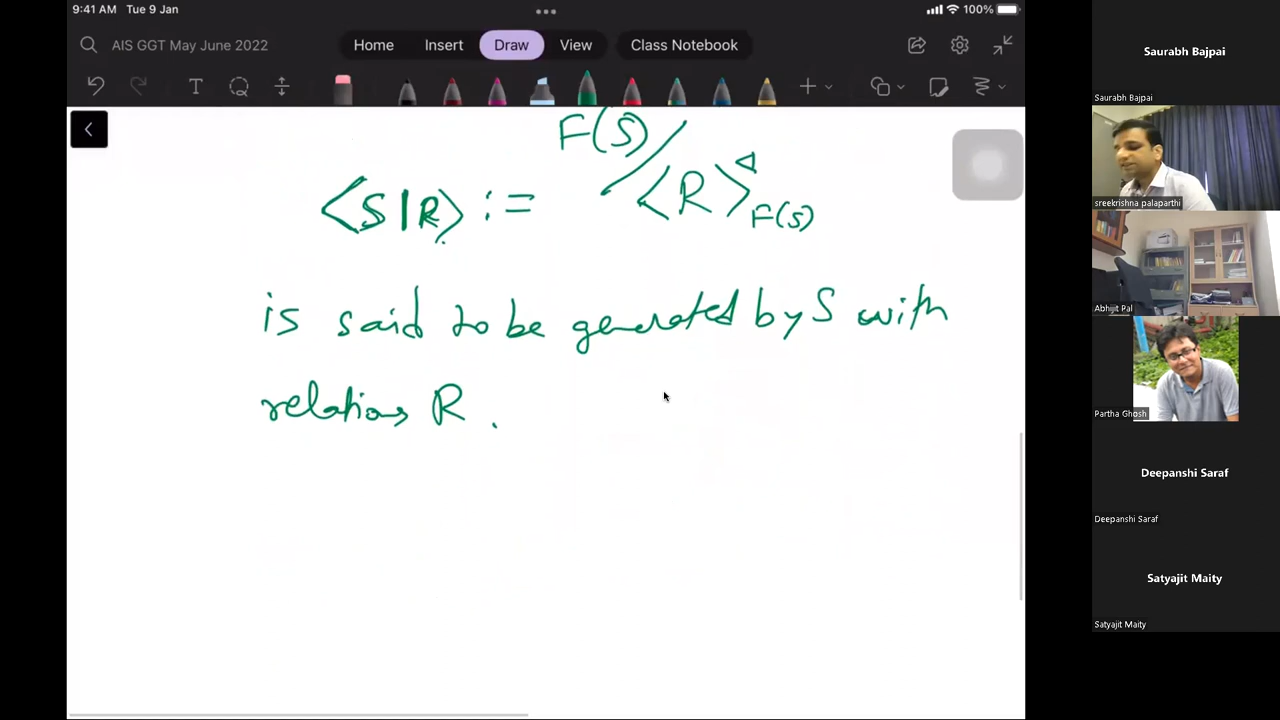 9:41 AM Tue 9 Jan
100%
AIS GGT May June 2022
Home Insert Draw View Class Notebook
F(S)/⟨R⟩^◁_F(S)
⟨S|R⟩ :=
is said to be generated by S with
relations R .
Saurabh Bajpai
Saurabh Bajpai
sreekrishna palaparthi
Abhijit Pal
Partha Ghosh
Deepanshi Saraf
Deepanshi Saraf
Satyajit Maity
Satyajit Maity